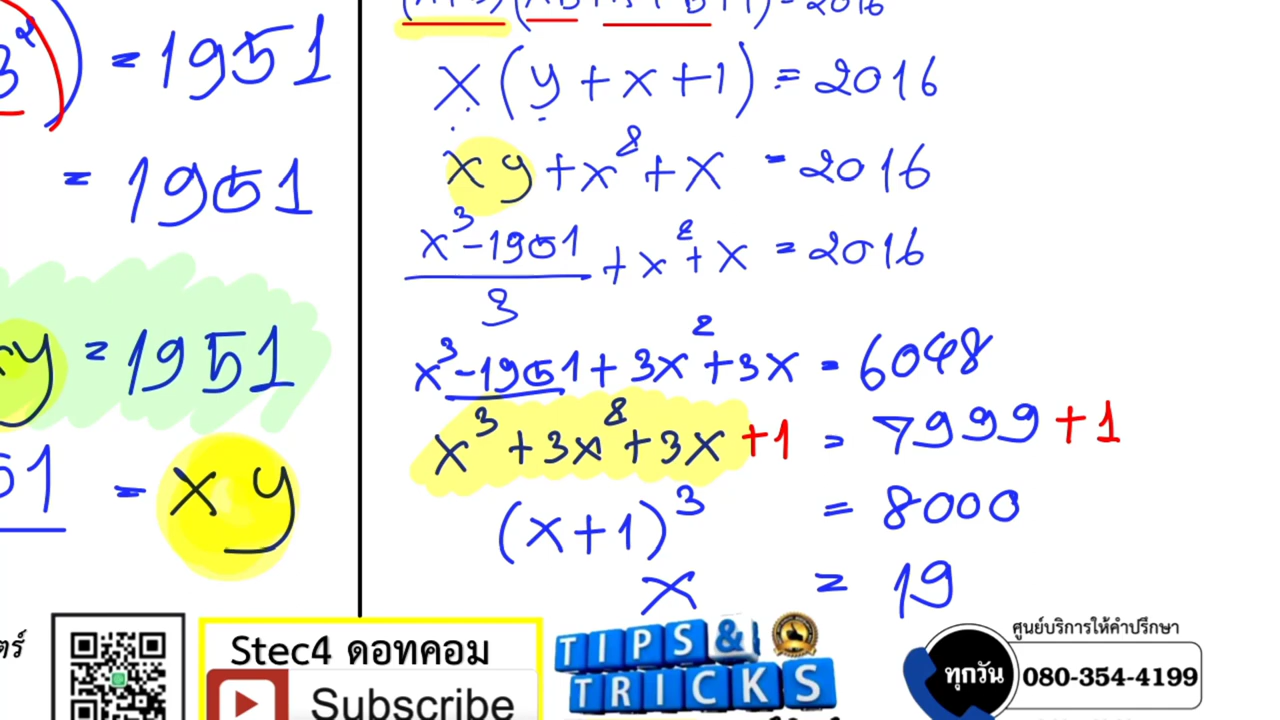 = 1951
= 1951
y = 1951
51 = xy
= 2016
x(y + x + 1) = 2016
xy + x² + x = 2016
x³ - 1951 / 3 + x² + x = 2016
x³ - 1951 + 3x² + 3x = 6048
x³ + 3x² + 3x + 1 = 7999 + 1
(x + 1)³ = 8000
x = 19
Stec4 ดอทคอม
Subscribe
TIPS &
TRICKS
ศูนย์บริการให้คำปรึกษา
ทุกวัน
080-354-4199